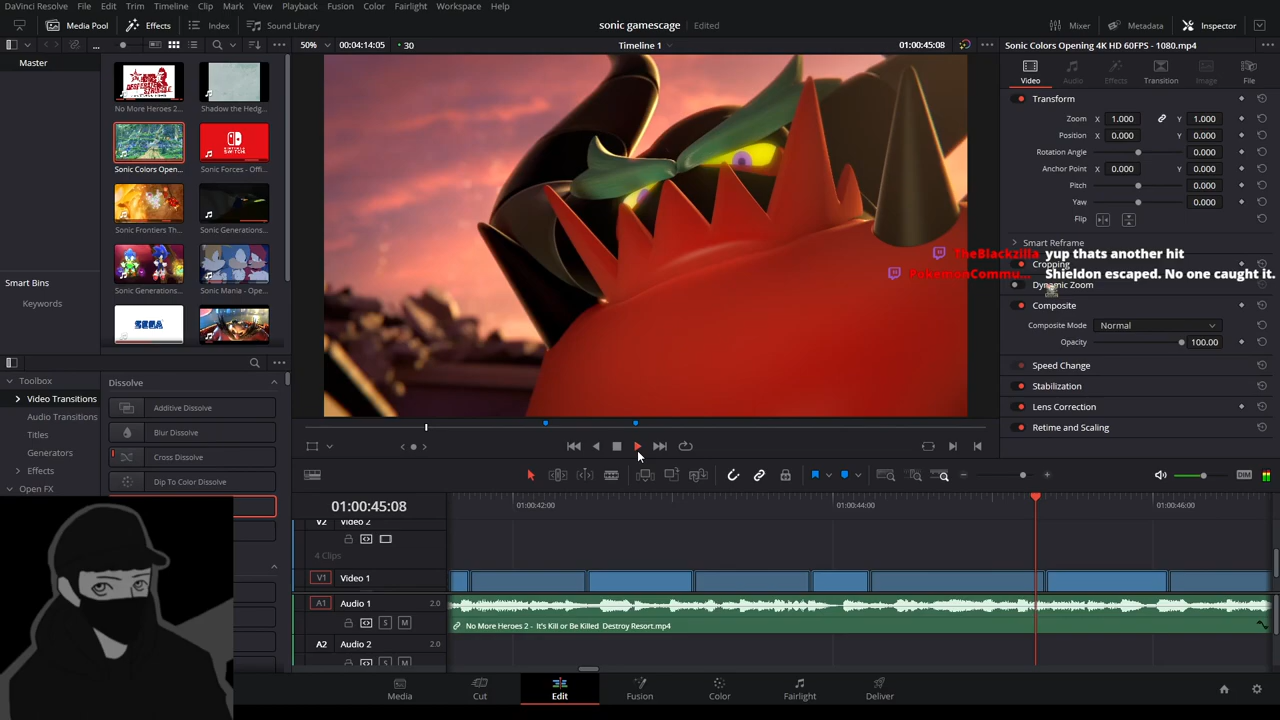 DaVinci Resolve File Edit Trim Timeline Clip Mark View Playback Fusion Color Fairlight Workspace Help
Media Pool Effects Index Sound Library sonic gamescage Edited Mixer Metadata Inspector
... 50% 00:04:14:05 30 Timeline 1 01:00:45:08 Sonic Colors Opening 4K HD 60FPS - 1080.mp4
Master
Video Audio Effects Transition Image File
No More Heroes 2... Shadow the Hedg...
Sonic Colors Open... Sonic Forces - Offi...
Sonic Frontiers Th... Sonic Generations...
Sonic Generations... Sonic Mania - Ope...
SEGA
NINTENDO SWITCH
Smart Bins
Keywords
Transform
Zoom X 1.000 Y 1.000
Position X 0.000 Y 0.000
Rotation Angle 0.000
Anchor Point X 0.000 Y 0.000
Pitch 0.000
Yaw 0.000
Flip
Smart Reframe
TheBlackzilla yup thats another hit
Cropping
PokemonCommu... Shieldon escaped. No one caught it.
Dynamic Zoom
Composite
Composite Mode Normal
Opacity 100.00
Speed Change
Stabilization
Lens Correction
Retime and Scaling
Toolbox
Video Transitions
Audio Transitions
Titles
Generators
Effects
Open FX
Dissolve
Additive Dissolve
Blur Dissolve
Cross Dissolve
Dip To Color Dissolve
DIM
01:00:45:08 01:00:42:00 01:00:44:00 01:00:46:00
V2 Video 2
4 Clips
V1 Video 1
A1 Audio 1 2.0
S M No More Heroes 2 - It's Kill or Be Killed Destroy Resort.mp4
A2 Audio 2 2.0
S M
Media Cut Edit Fusion Color Fairlight Deliver